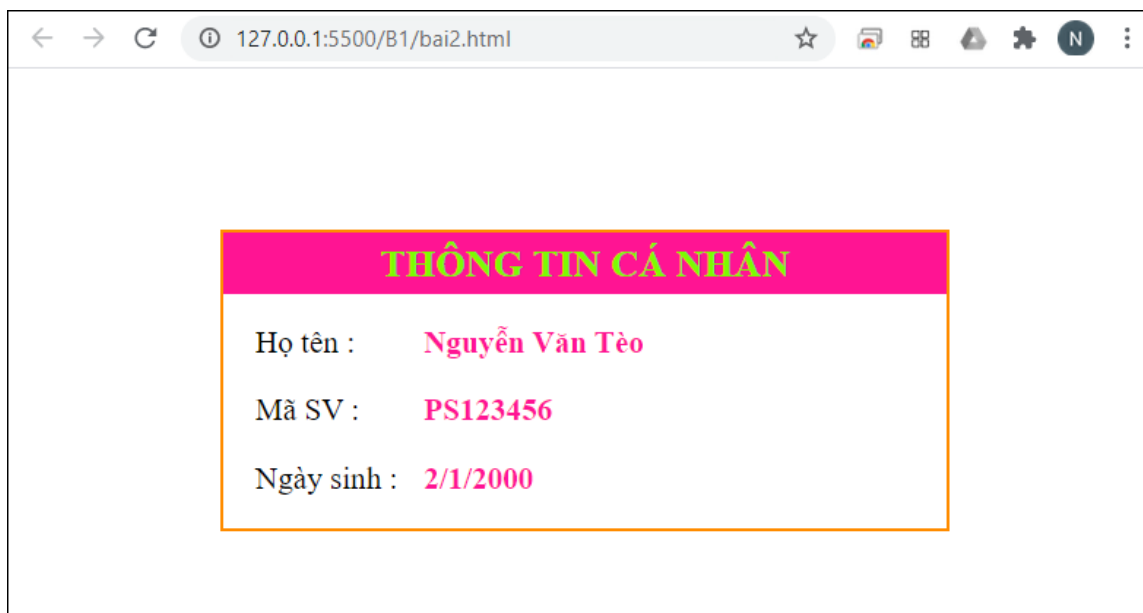 127.0.0.1:5500/B1/bai2.html
N
THÔNG TIN CÁ NHÂN
Họ tên : Nguyễn Văn Tèo
Mã SV : PS123456
Ngày sinh : 2/1/2000